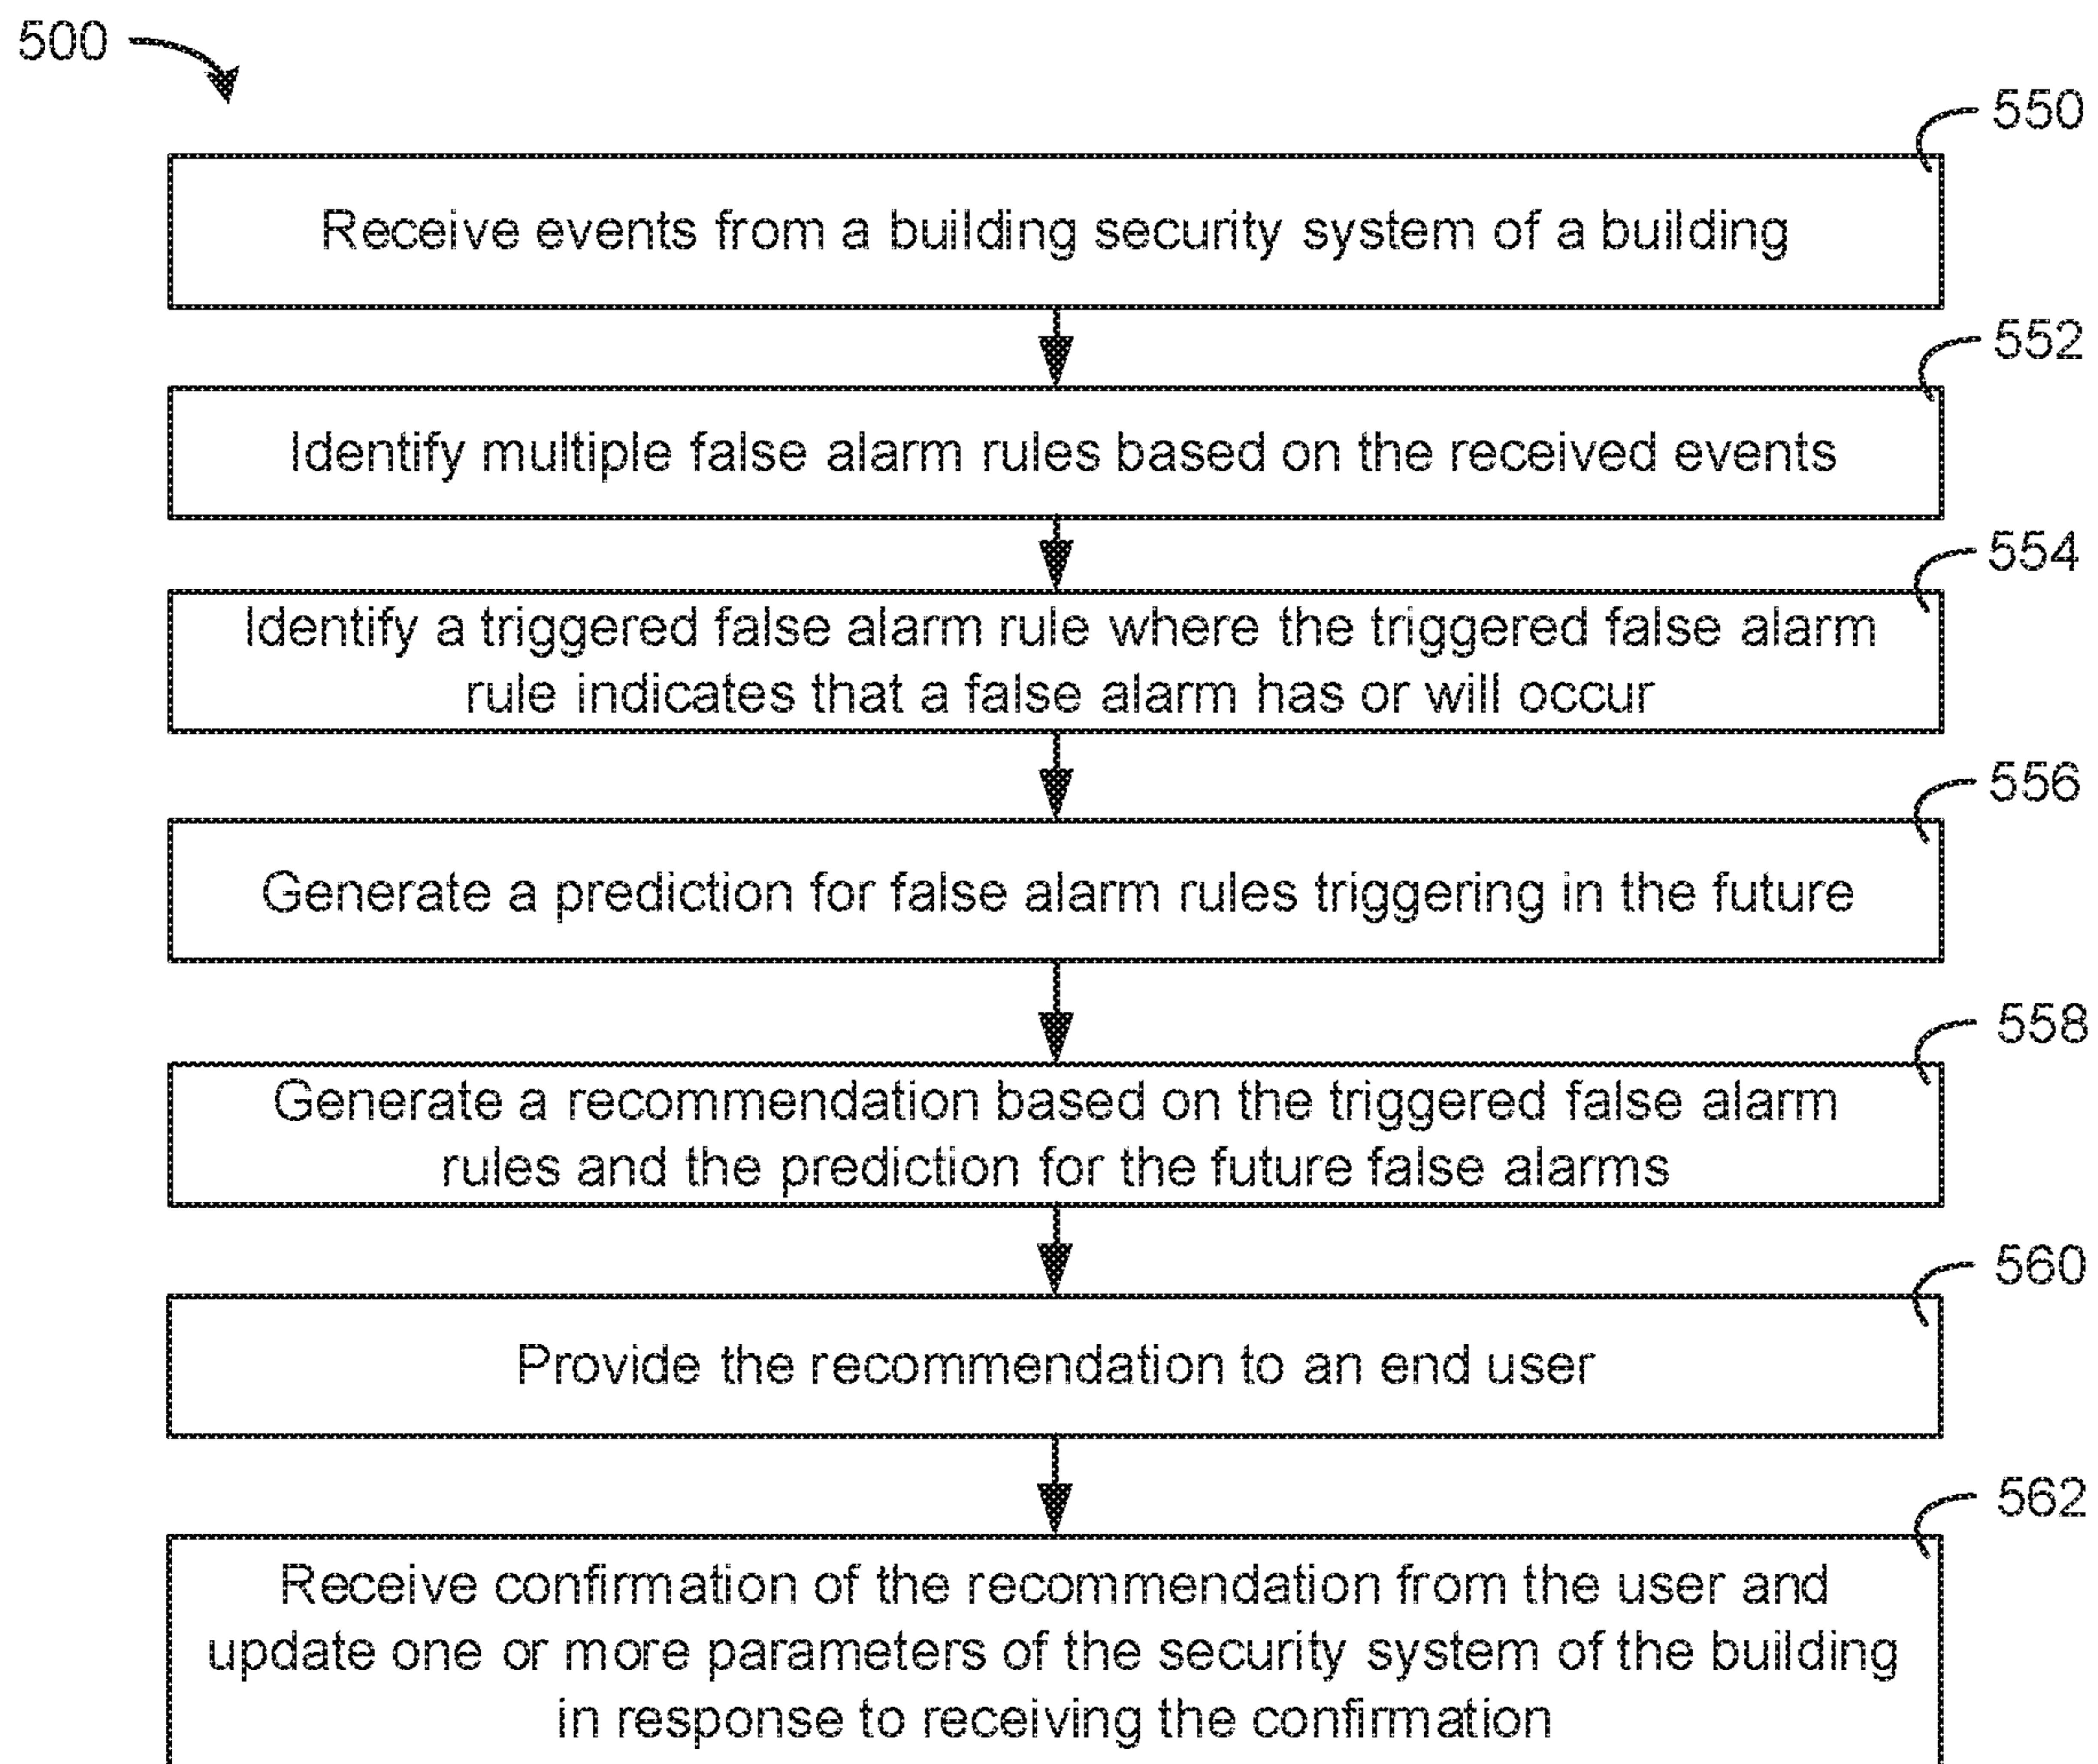 500
550
Receive events from a building security system of a building
552
Identify multiple false alarm rules based on the received events
554
Identify a triggered false alarm rule where the triggered false alarm
rule indicates that a false alarm has or will occur
556
Generate a prediction for false alarm rules triggering in the future
558
Generate a recommendation based on the triggered false alarm
rules and the prediction for the future false alarms
560
Provide the recommendation to an end user
562
Receive confirmation of the recommendation from the user and
update one or more parameters of the security system of the building
in response to receiving the confirmation